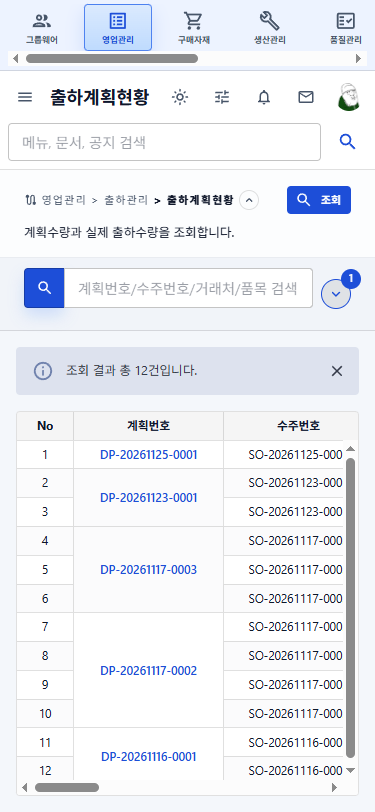 그룹웨어 영업관리 구매자재 생산관리 품질관리
출하계획현황
메뉴, 문서, 공지 검색
영업관리 > 출하관리 > 출하계획현황 조회
계획수량과 실제 출하수량을 조회합니다.
계획번호/수주번호/거래처/품목 검색 1
조회 결과 총 12건입니다.
No 계획번호 수주번호
1 DP-20261125-0001 SO-20261125-000
2 DP-20261123-0001 SO-20261123-000
3 SO-20261123-000
4 SO-20261117-000
5 DP-20261117-0003 SO-20261117-000
6 SO-20261117-000
7 SO-20261117-000
8 DP-20261117-0002 SO-20261117-000
9 SO-20261117-000
10 SO-20261117-000
11 DP-20261116-0001 SO-20261116-000
12 SO-20261116-000